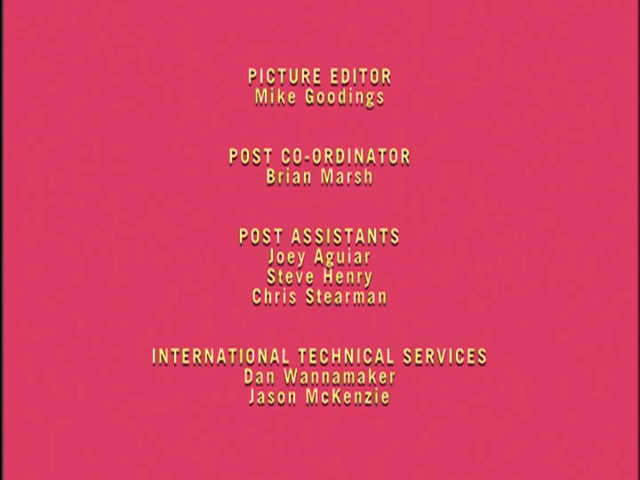 PICTURE EDITOR
Mike Goodings
POST CO-ORDINATOR
Brian Marsh
POST ASSISTANTS
Joey Aguiar
Steve Henry
Chris Stearman
INTERNATIONAL TECHNICAL SERVICES
Dan Wannamaker
Jason McKenzie